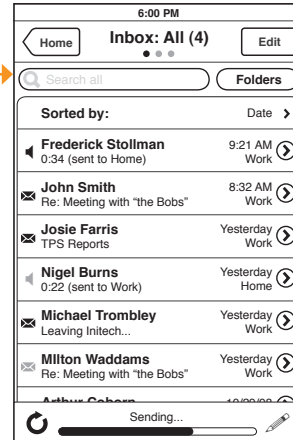 6:00 PM
Home
Inbox: All (4)
Edit
Search all
Folders
Sorted by:
Date
Frederick Stollman
9:21 AM
0:34 (sent to Home)
Work
John Smith
8:32 AM
Re: Meeting with “the Bobs”
Work
Josie Farris
Yesterday
TPS Reports
Work
Nigel Burns
Yesterday
0:22 (sent to Work)
Home
Michael Trombley
Yesterday
Leaving Initech...
Work
MIlton Waddams
Yesterday
Re: Meeting with “the Bobs”
Work
Arthur Coborn
Sending...